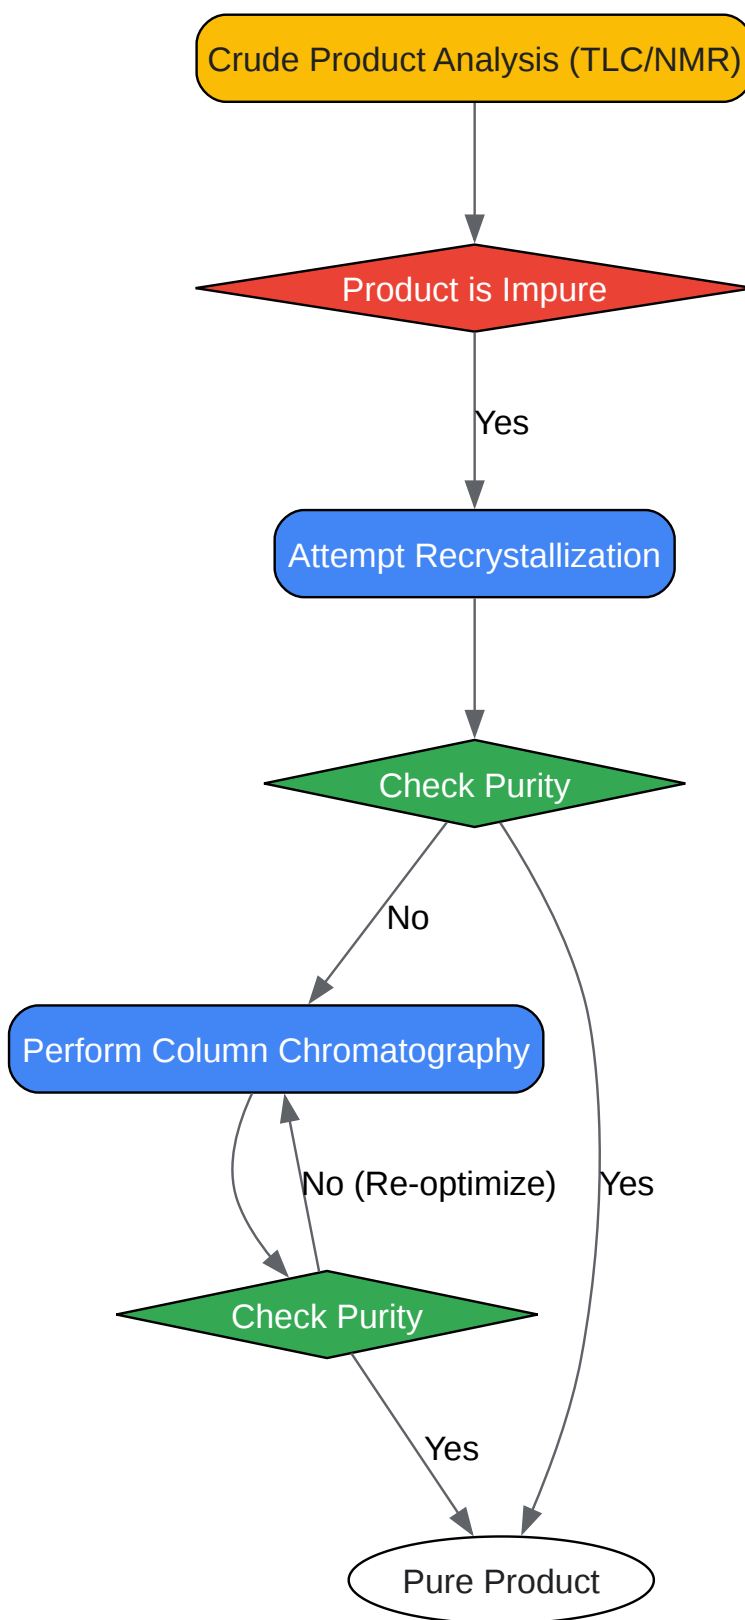 Crude Product Analysis (TLC/NMR)
Product is Impure
Yes
Attempt Recrystallization
Check Purity
No
Perform Column Chromatography
No (Re-optimize)
Yes
Check Purity
Yes
Pure Product